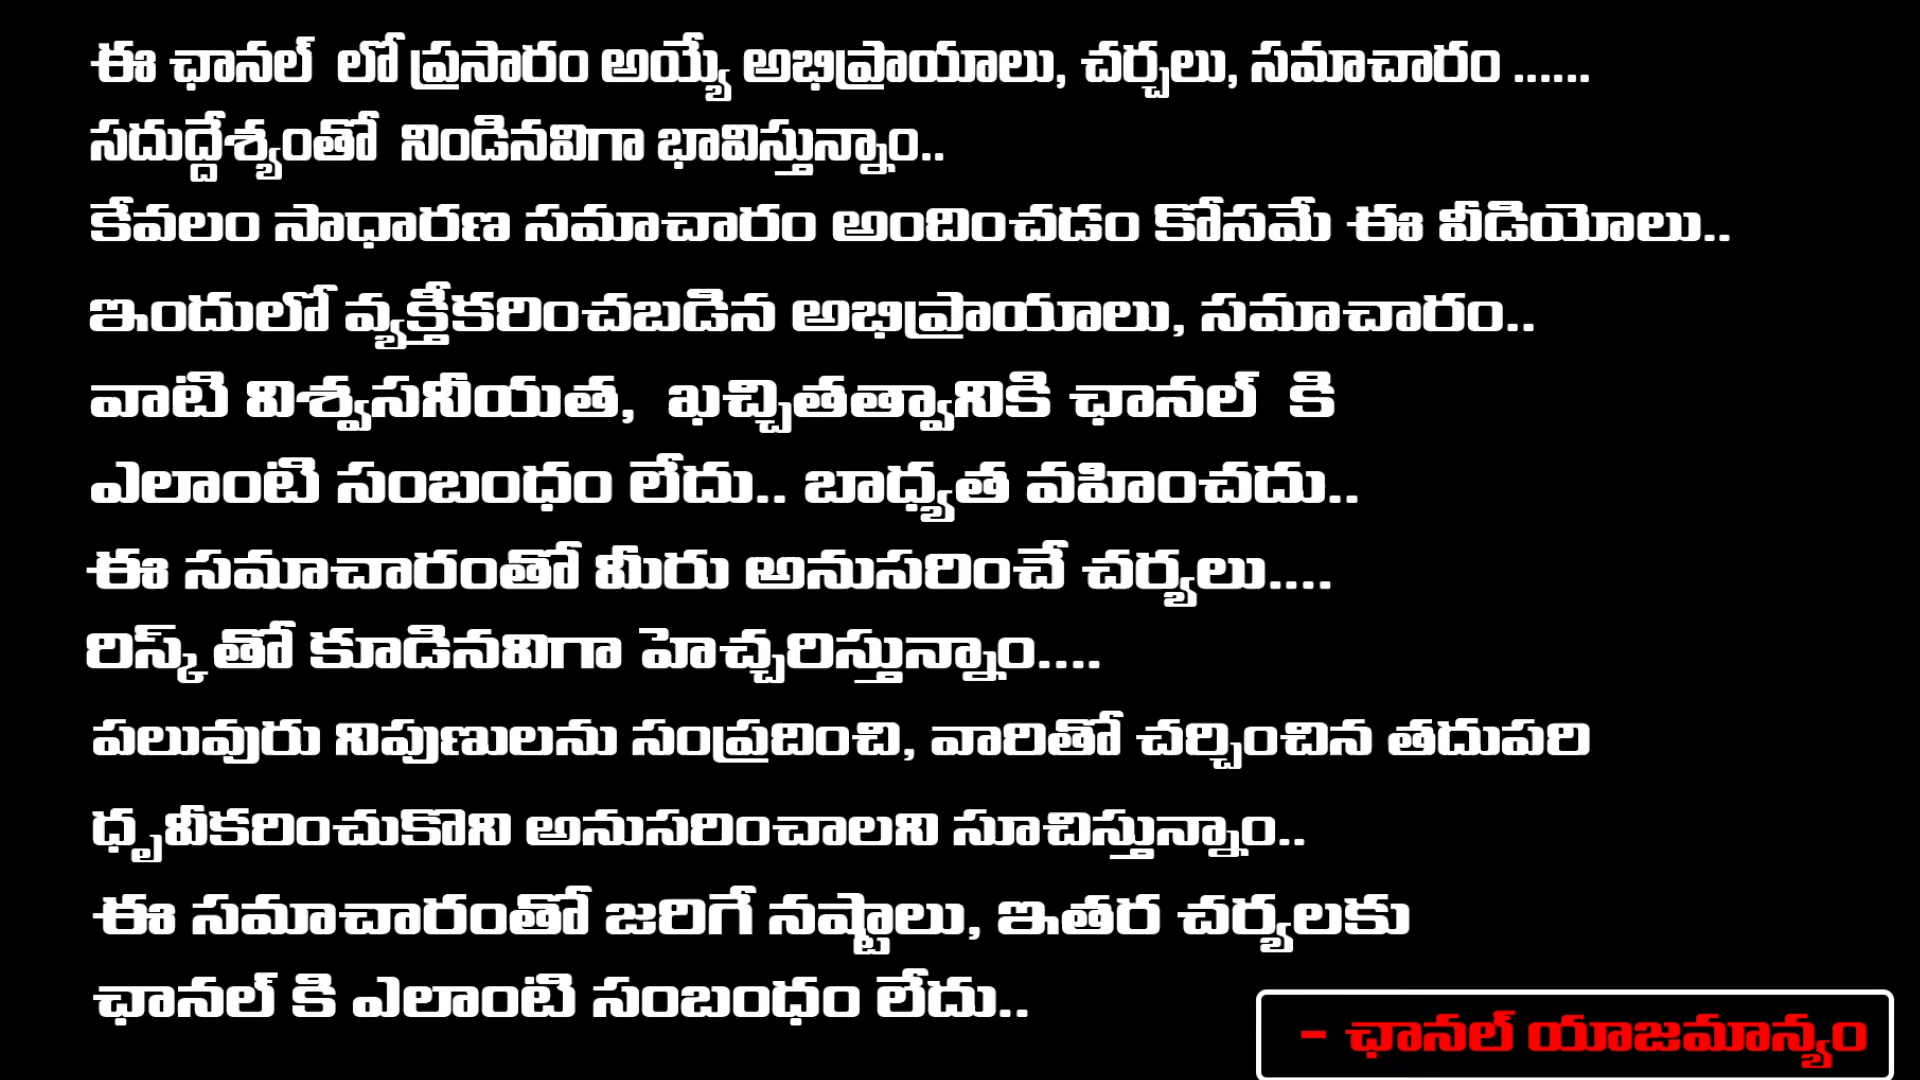 ఈ ఛానల్ లో ప్రసారం అయ్యే అభిప్రాయాలు, చర్చలు, సమాచారం ......
సదుద్దేశ్యంతో నిండినవిగా భావిస్తున్నాం..
కేవలం సాధారణ సమాచారం అందించడం కోసమే ఈ వీడియోలు..
ఇందులో వ్యక్తీకరించబడిన అభిప్రాయాలు, సమాచారం..
వాటి విశ్వసనీయత, ఖచ్చితత్వానికి ఛానల్ కి
ఎలాంటి సంబంధం లేదు.. బాధ్యత వహించదు..
ఈ సమాచారంతో మీరు అనుసరించే చర్యలు....
రిస్క్ తో కూడినవిగా హెచ్చరిస్తున్నాం....
పలువురు నిపుణులను సంప్రదించి, వారితో చర్చించిన తదుపరి
ధృవీకరించుకొని అనుసరించాలని సూచిస్తున్నాం..
ఈ సమాచారంతో జరిగే నష్టాలు, ఇతర చర్యలకు
ఛానల్ కి ఎలాంటి సంబంధం లేదు..
- ఛానల్ యాజమాన్యం